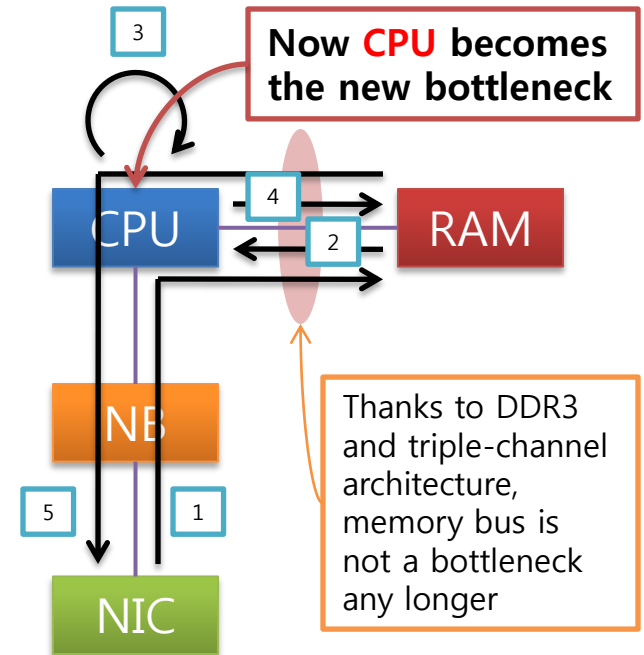 3
Now CPU becomes
the new bottleneck
4
CPU
RAM
2
NB
Thanks to DDR3
and triple-channel
architecture,
memory bus is
not a bottleneck
any longer
5
1
NIC